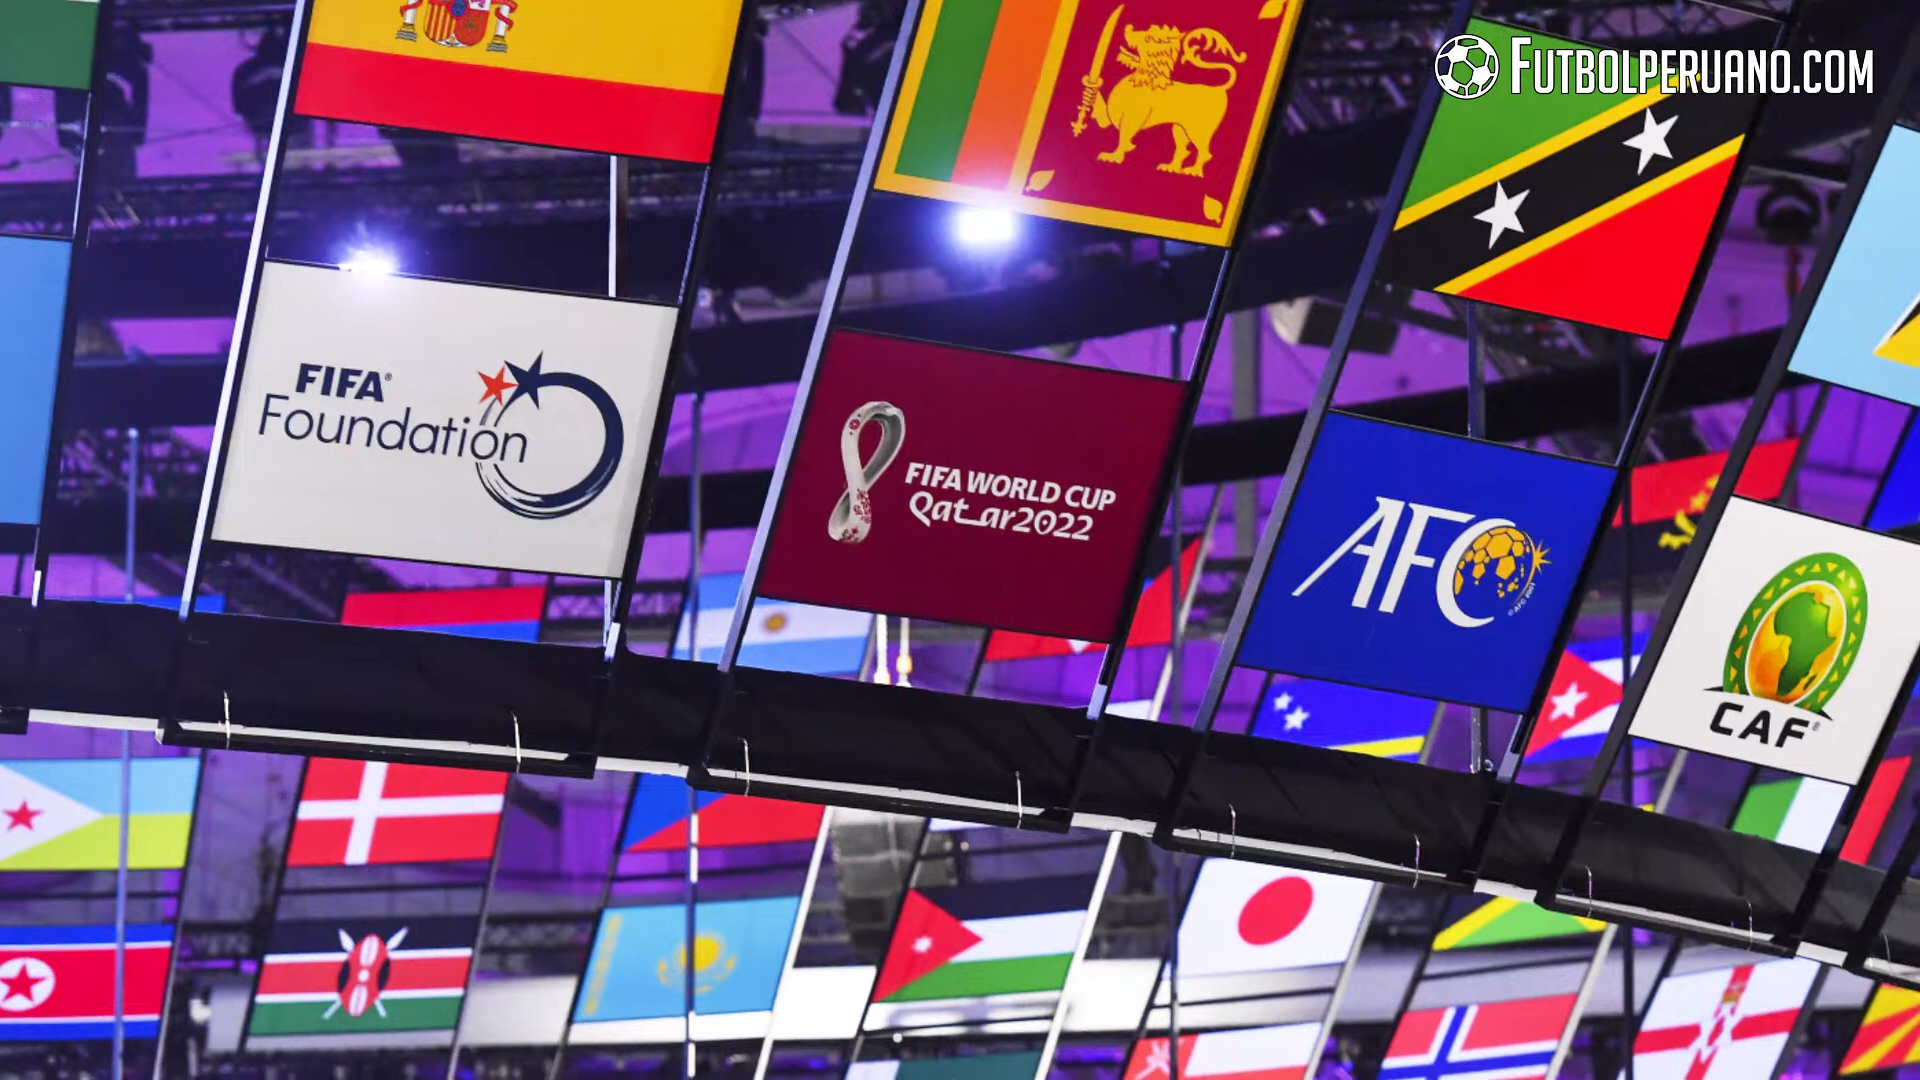 FUTBOLPERUANO.COM
FIFA®
Foundation
FIFA WORLD CUP
Qatar2022
AFC
CAF®